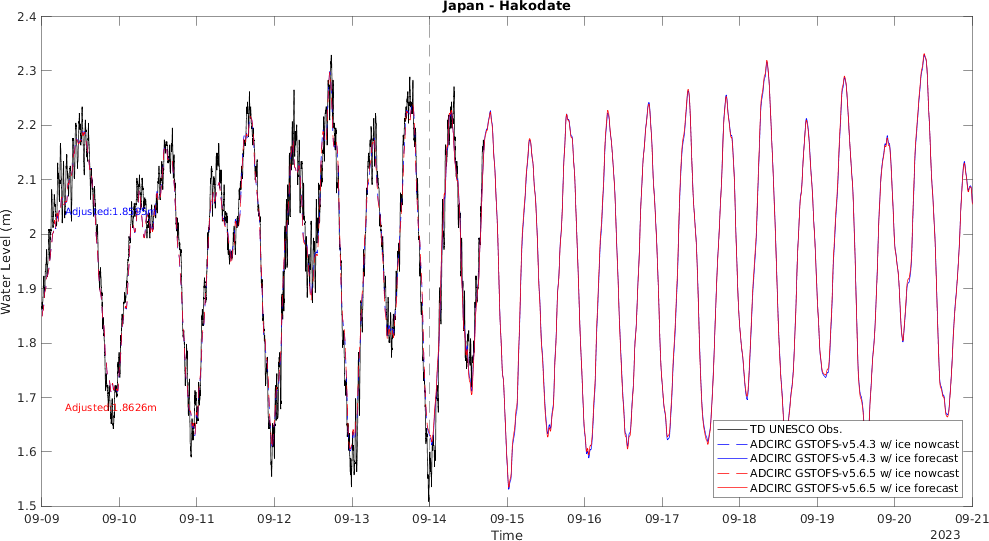 Japan - Hakodate
Water Level (m)
2.4
2.3
2.2
2.1
2
1.9
1.8
1.7
1.6
1.5
Adjusted:1.8595m
Adjusted:1.8626m
TD UNESCO Obs.
ADCIRC GSTOFS-v5.4.3 w/ ice nowcast
ADCIRC GSTOFS-v5.4.3 w/ ice forecast
ADCIRC GSTOFS-v5.6.5 w/ ice nowcast
ADCIRC GSTOFS-v5.6.5 w/ ice forecast
09-09 09-10 09-11 09-12 09-13 09-14 09-15 09-16 09-17 09-18 09-19 09-20 09-21
Time
2023